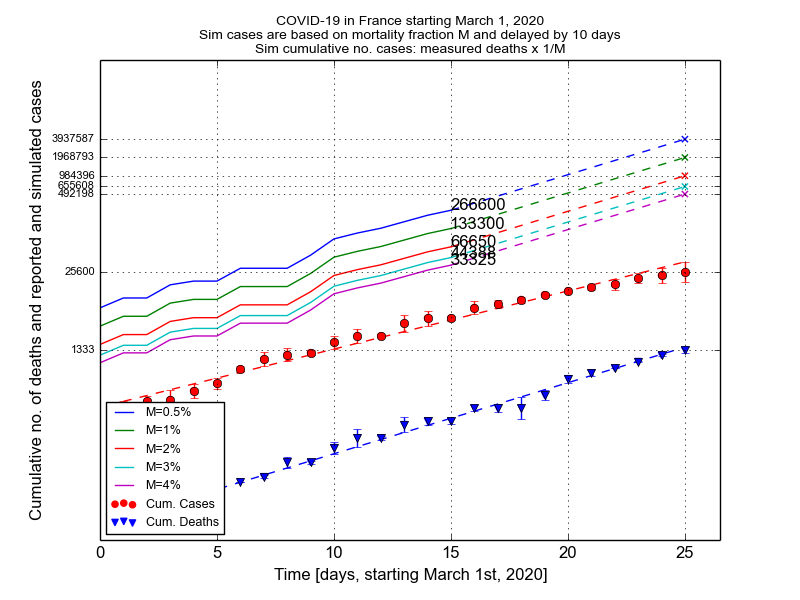 COVID-19 in France starting March 1, 2020
Sim cases are based on mortality fraction M and delayed by 10 days
Sim cumulative no. cases: measured deaths x 1/M
Cumulative no. of deaths and reported and simulated cases
3937587
1968793
984396
655608
492198
25600
1333
266600
133300
66650
44388
33325
M=0.5%
M=1%
M=2%
M=3%
M=4%
Cum. Cases
Cum. Deaths
0 5 10 15 20 25
Time [days, starting March 1st, 2020]